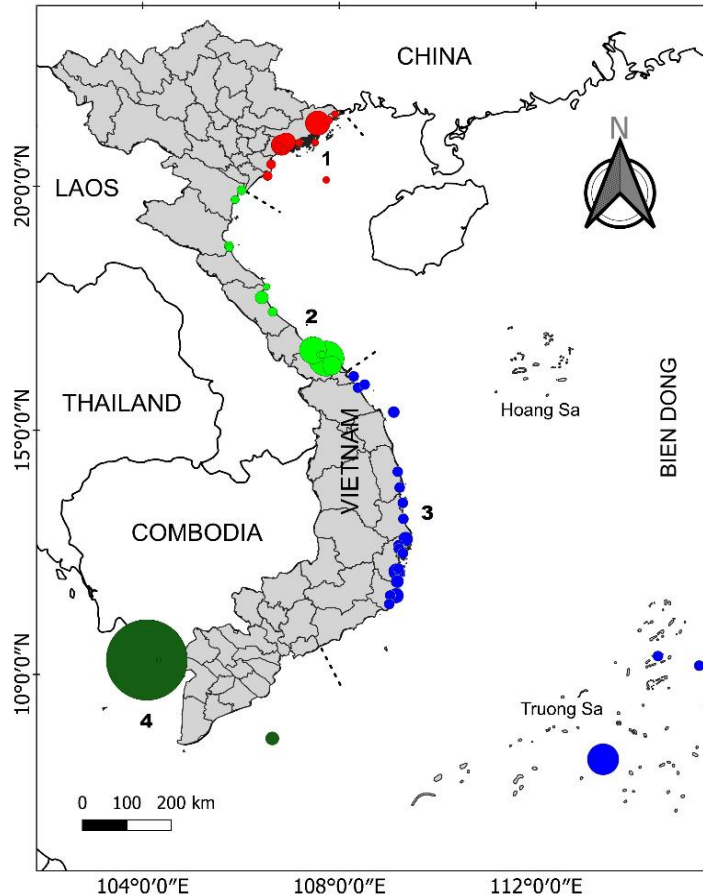 CHINA
N
1
LAOS
20°0'0"N
2
Hoang Sa
THAILAND
15°0'0"N
VIETNAM
BIEN DONG
3
COMBODIA
10°0'0"N
4
Truong Sa
0 100 200 km
104°0'0"E 108°0'0"E 112°0'0"E